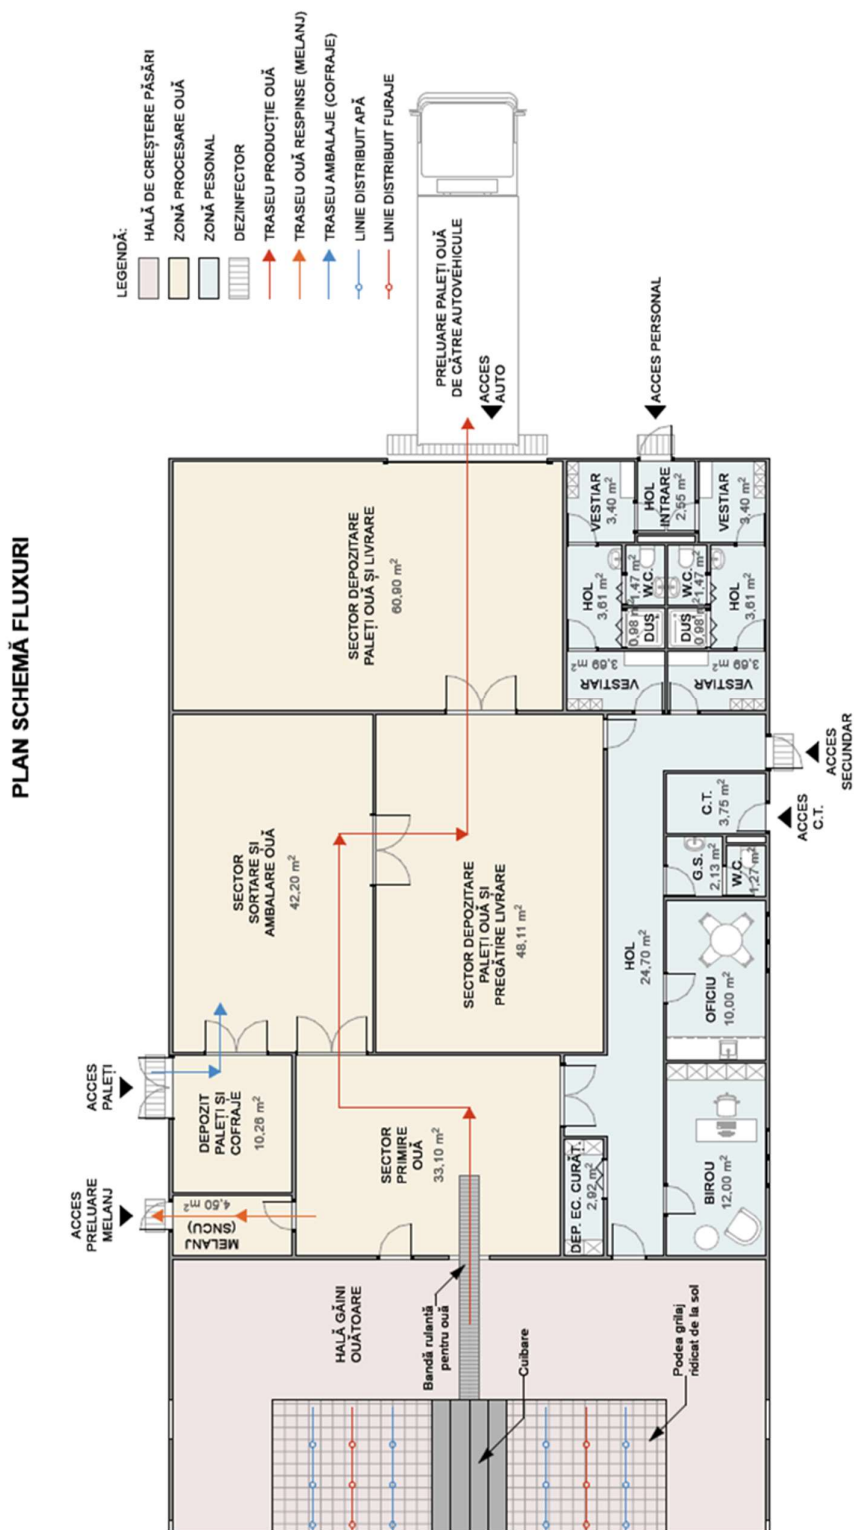 PLAN SCHEMĂ FLUXURI
LEGENDĂ:
HALĂ DE CREȘTERE PĂSĂRI
ZONĂ PROCESARE OUĂ
ZONĂ PESONAL
DEZINFECTOR
TRASEU PRODUCȚIE OUĂ
TRASEU OUĂ RESPINSE (MELANJ)
TRASEU AMBALAJE (COFRAJE)
LINIE DISTRIBUIT APĂ
LINIE DISTRIBUIT FURAJE
PRELUARE PALEȚI OUĂ
DE CĂTRE AUTOVEHICULE
ACCES
AUTO
ACCES PERSONAL
SECTOR DEPOZITARE
PALEȚI OUĂ ȘI LIVRARE
60,90 m²
VESTIAR
3,40 m²
HOL
INTRARE
2,55 m²
VESTIAR
3,40 m²
HOL
3,61 m²
W.C.
1,47 m²
W.C.
1,47 m²
HOL
3,61 m²
DUS
0,98 m²
DUS
0,98 m²
VESTIAR
3,69 m²
VESTIAR
3,69 m²
SECTOR
SORTARE ȘI
AMBALARE OUĂ
42,20 m²
SECTOR DEPOZITARE
PALEȚI OUĂ ȘI
PREGĂTIRE LIVRARE
48,11 m²
ACCES
SECUNDAR
C.T.
3,75 m²
ACCES
C.T.
G.S.
2,13 m²
W.C.
1,27 m²
HOL
24,70 m²
OFICIU
10,00 m²
BIROU
12,00 m²
ACCES
PALEȚI
DEPOZIT
PALEȚI ȘI
COFRAJE
10,26 m²
SECTOR
PRIMIRE
OUĂ
33,10 m²
DEP. EC. CURĂȚ.
2,92 m²
ACCES
PRELUARE
MELANJ
MELANJ
(SNCU)
4,60 m²
HALĂ GĂINI
OUĂTOARE
Bandă rulantă
pentru ouă
Cuibare
Podea grilaj
ridicat de la sol